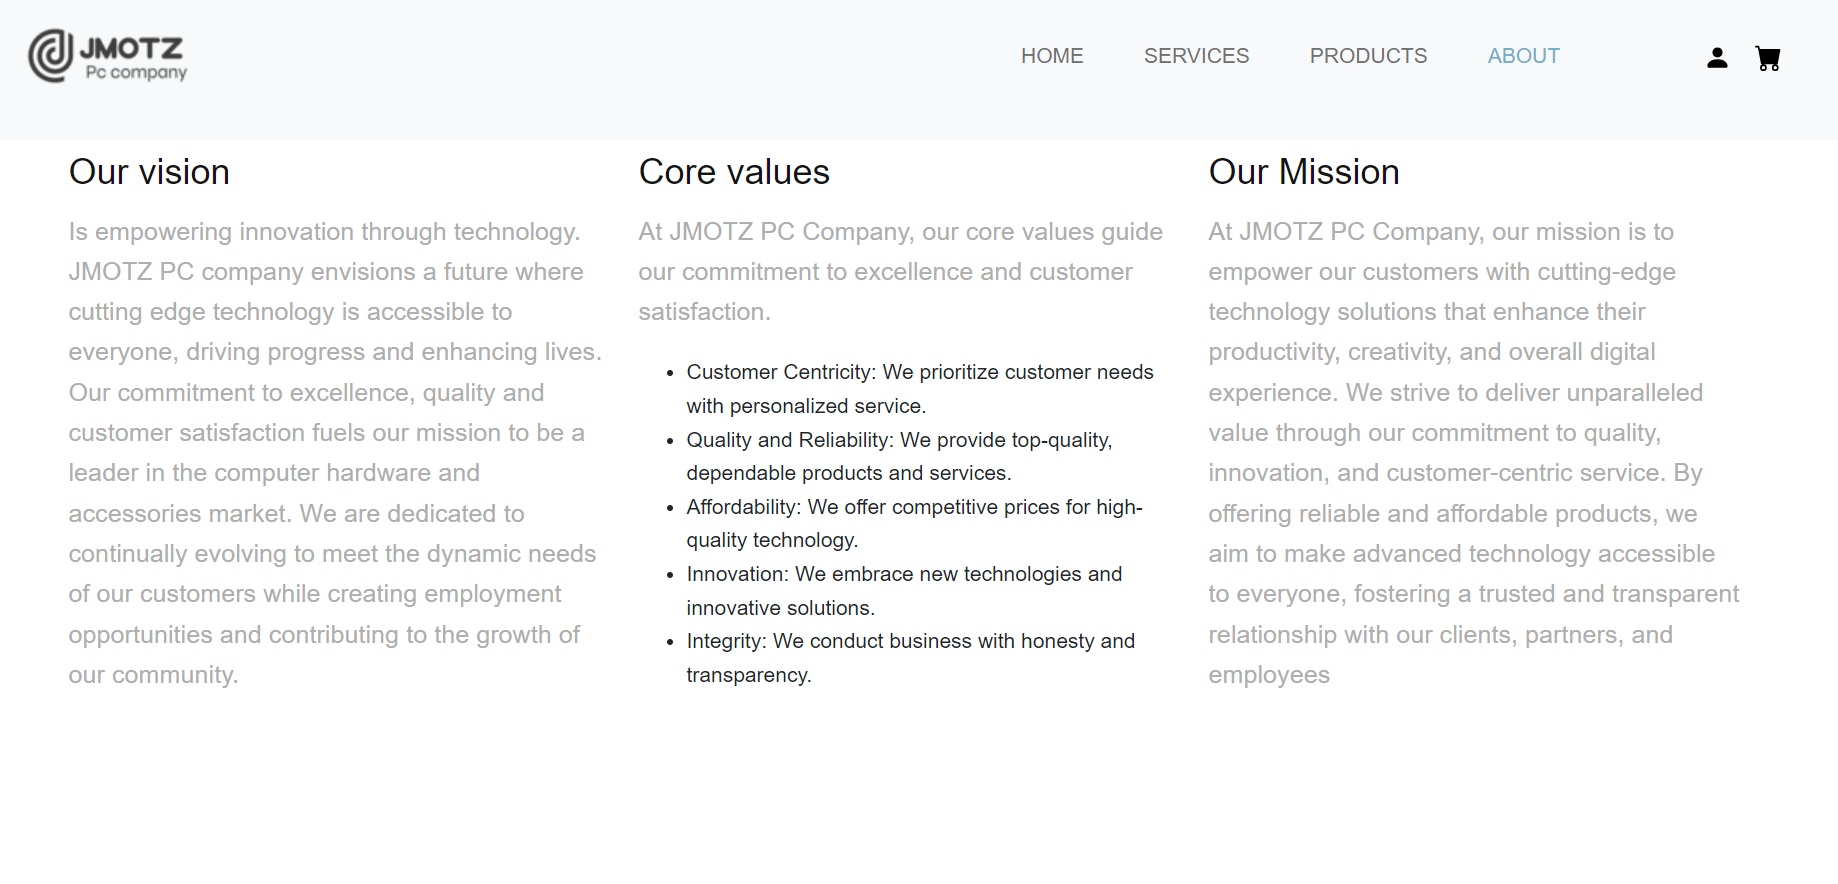 JMOTZ
Pc company
HOME SERVICES PRODUCTS ABOUT
Our vision
Is empowering innovation through technology.
JMOTZ PC company envisions a future where
cutting edge technology is accessible to
everyone, driving progress and enhancing lives.
Our commitment to excellence, quality and
customer satisfaction fuels our mission to be a
leader in the computer hardware and
accessories market. We are dedicated to
continually evolving to meet the dynamic needs
of our customers while creating employment
opportunities and contributing to the growth of
our community.
Core values
At JMOTZ PC Company, our core values guide
our commitment to excellence and customer
satisfaction.
• Customer Centricity: We prioritize customer needs
with personalized service.
• Quality and Reliability: We provide top-quality,
dependable products and services.
• Affordability: We offer competitive prices for high-
quality technology.
• Innovation: We embrace new technologies and
innovative solutions.
• Integrity: We conduct business with honesty and
transparency.
Our Mission
At JMOTZ PC Company, our mission is to
empower our customers with cutting-edge
technology solutions that enhance their
productivity, creativity, and overall digital
experience. We strive to deliver unparalleled
value through our commitment to quality,
innovation, and customer-centric service. By
offering reliable and affordable products, we
aim to make advanced technology accessible
to everyone, fostering a trusted and transparent
relationship with our clients, partners, and
employees